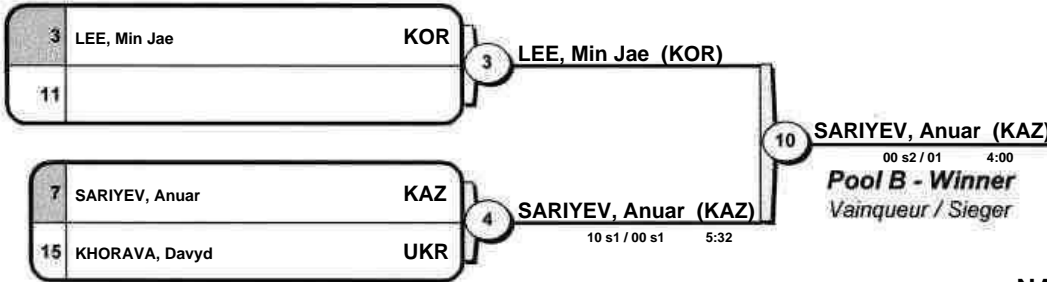 3 LEE, Min Jae KOR
11
3
LEE, Min Jae (KOR)
7 SARIYEV, Anuar KAZ
15 KHORAVA, Davyd UKR
4
SARIYEV, Anuar (KAZ)
10 s1 / 00 s1 5:32
10
SARIYEV, Anuar (KAZ)
00 s2 / 01 4:00
Pool B - Winner
Vainqueur / Sieger